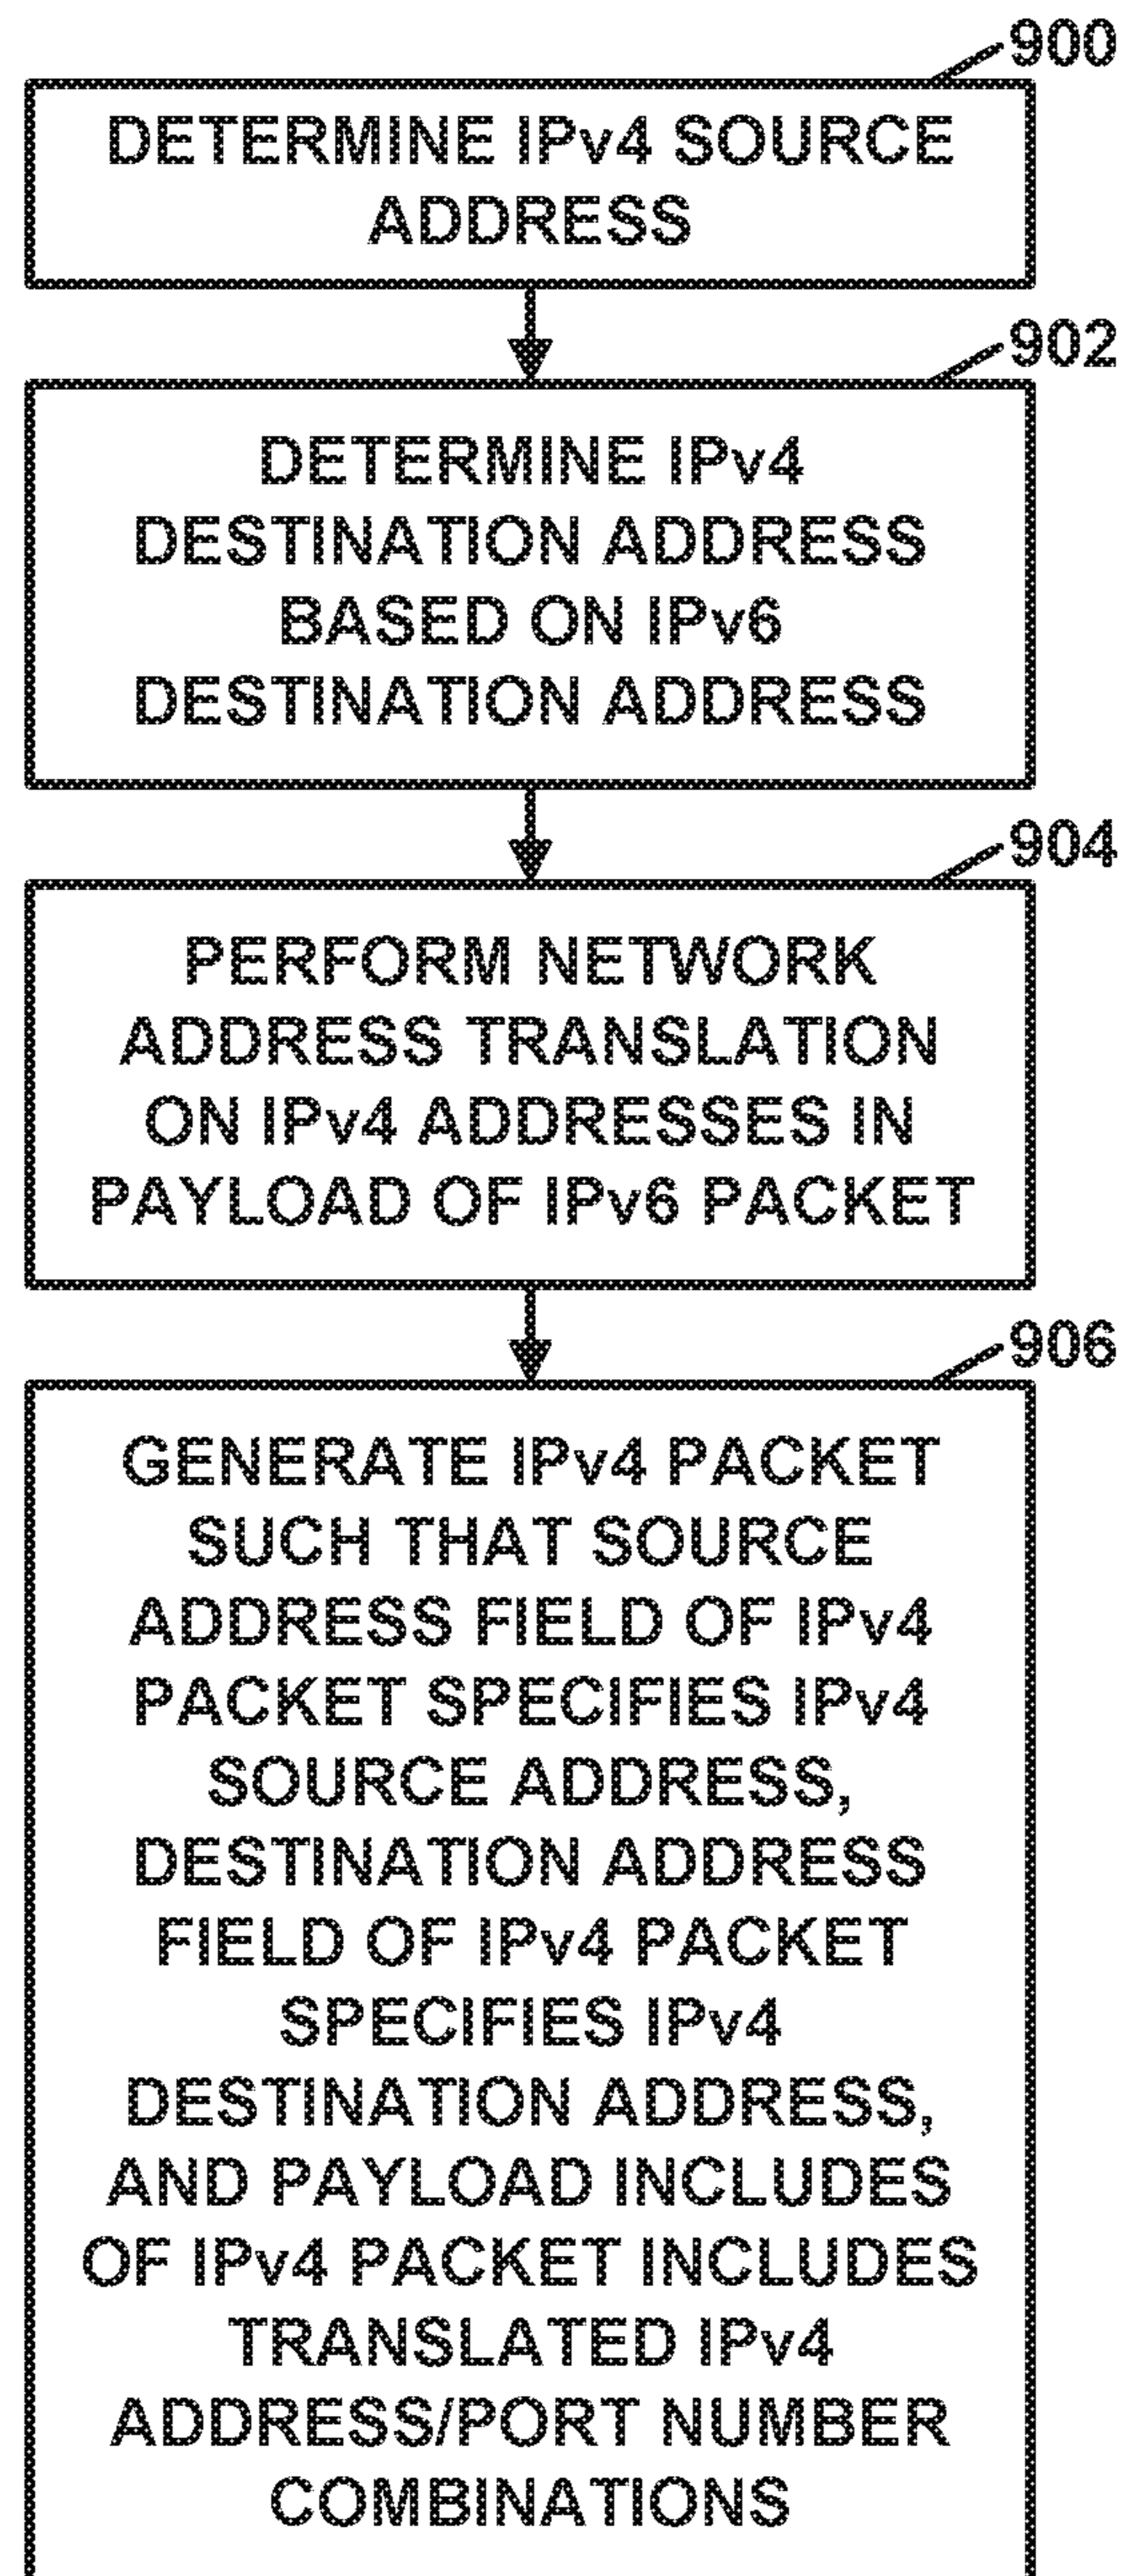 900
DETERMINE IPv4 SOURCE
ADDRESS
902
DETERMINE IPv4
DESTINATION ADDRESS
BASED ON IPv6
DESTINATION ADDRESS
904
PERFORM NETWORK
ADDRESS TRANSLATION
ON IPv4 ADDRESSES IN
PAYLOAD OF IPv6 PACKET
906
GENERATE IPv4 PACKET
SUCH THAT SOURCE
ADDRESS FIELD OF IPv4
PACKET SPECIFIES IPv4
SOURCE ADDRESS,
DESTINATION ADDRESS
FIELD OF IPv4 PACKET
SPECIFIES IPv4
DESTINATION ADDRESS,
AND PAYLOAD INCLUDES
OF IPv4 PACKET INCLUDES
TRANSLATED IPv4
ADDRESS/PORT NUMBER
COMBINATIONS